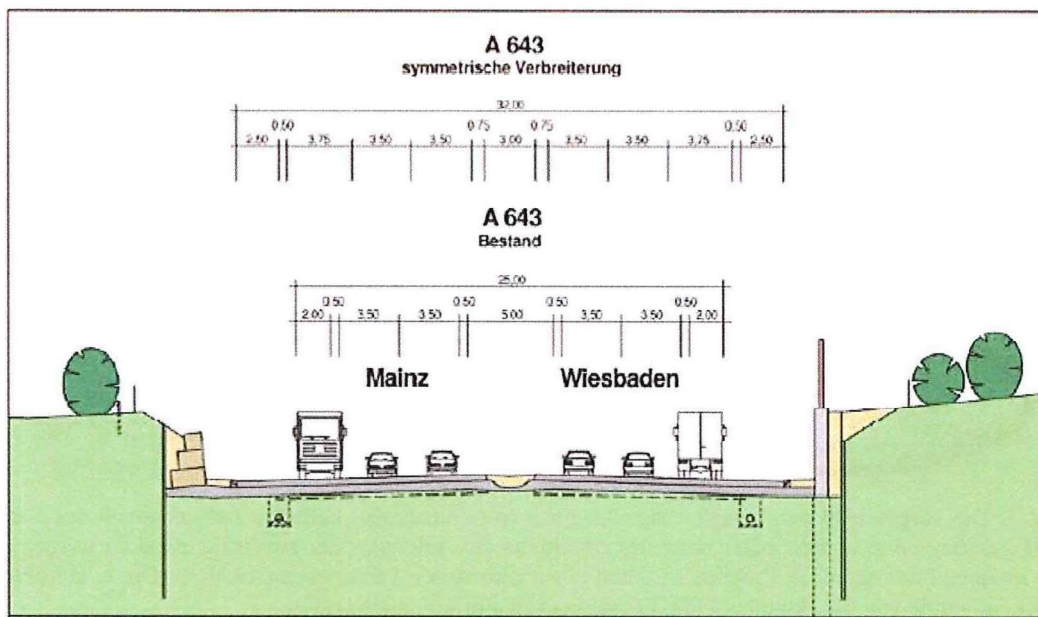 A 643
symmetrische Verbreiterung
32,00
0.50 0.75 0.75 0.50
2.50 3.75 3.50 3.50 3.00 3.50 3.50 3.75 2.50
A 643
Bestand
25,00
0.50 0.50 0.50 0.50
2.00 3.50 3.50 5.00 3.50 3.50 2.00
Mainz Wiesbaden